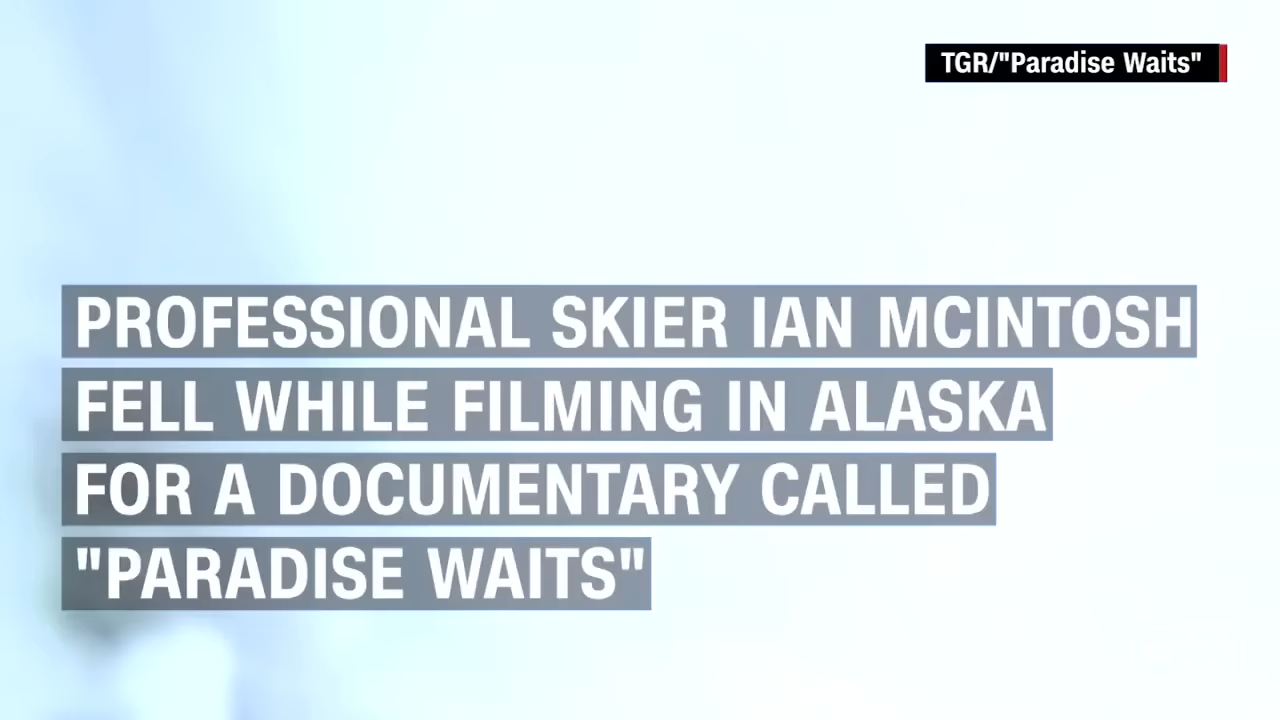 TGR/"Paradise Waits"
PROFESSIONAL SKIER IAN MCINTOSH
FELL WHILE FILMING IN ALASKA
FOR A DOCUMENTARY CALLED
"PARADISE WAITS"